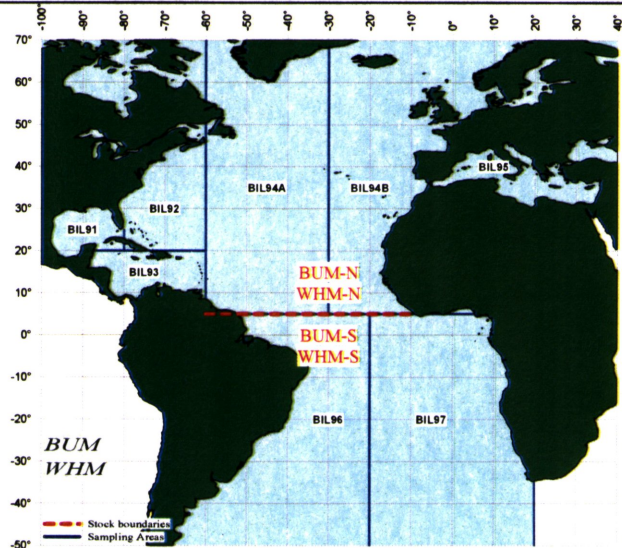 -100° -90° -80° -70° -60° -50° -40° -30° -20° -10° 0° 10° 20° 30° 40°
70°
60°
50°
40°
30°
20°
10°
0°
-10°
-20°
-30°
-40°
-50°
BIL95
BIL94A
BIL94B
BIL92
BIL91
BIL93
BUM-N
WHM-N
BUM-S
WHM-S
BIL96
BIL97
BUM
WHM
Stock boundaries
Sampling Areas